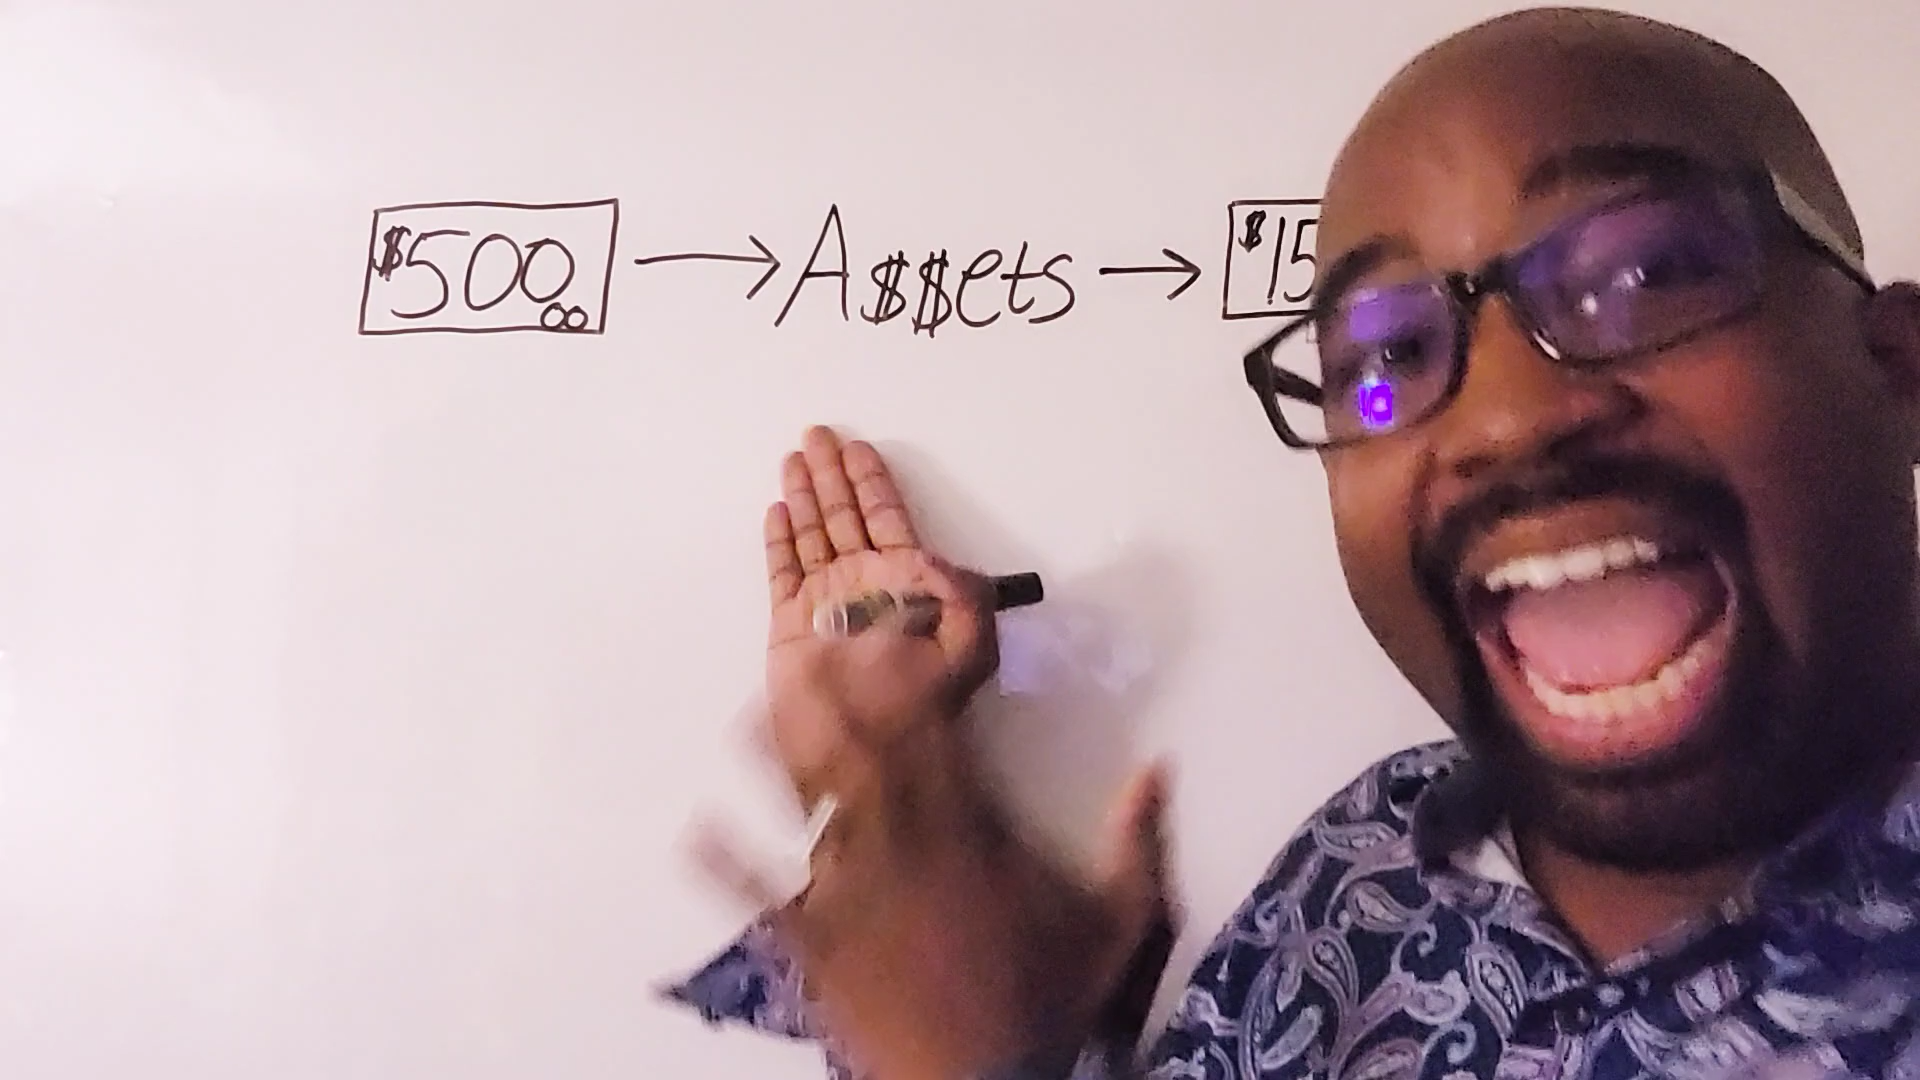 $500.00 → A$$ets → $15